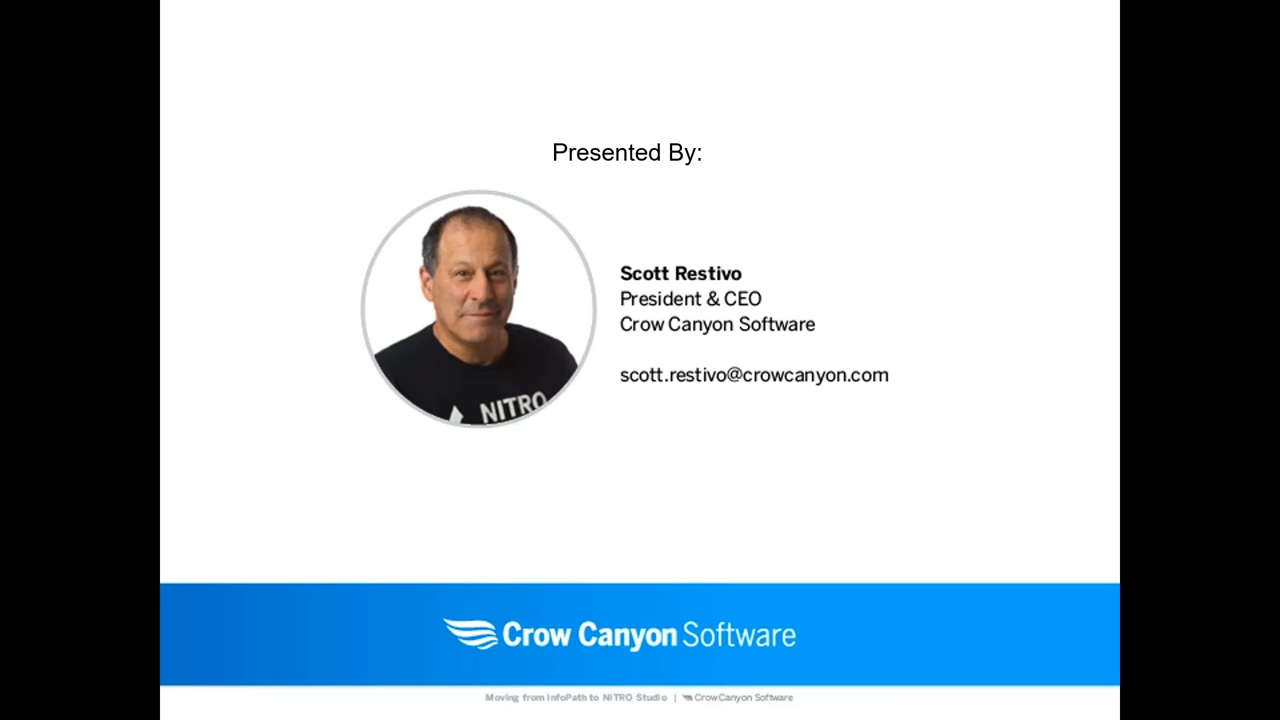 Presented By:
Scott Restivo
President & CEO
Crow Canyon Software
scott.restivo@crowcanyon.com
NITRO
Crow Canyon Software
Moving from InfoPath to NITRO Studio | CrowCanyon Software